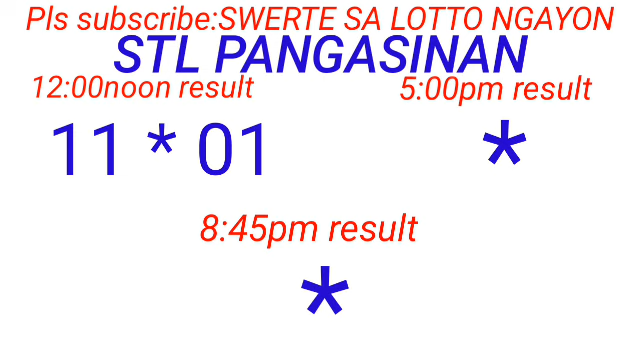 Pls subscribe:SWERTE SA LOTTO NGAYON
STL PANGASINAN
12:00noon result
5:00pm result
11 * 01
*
8:45pm result
*